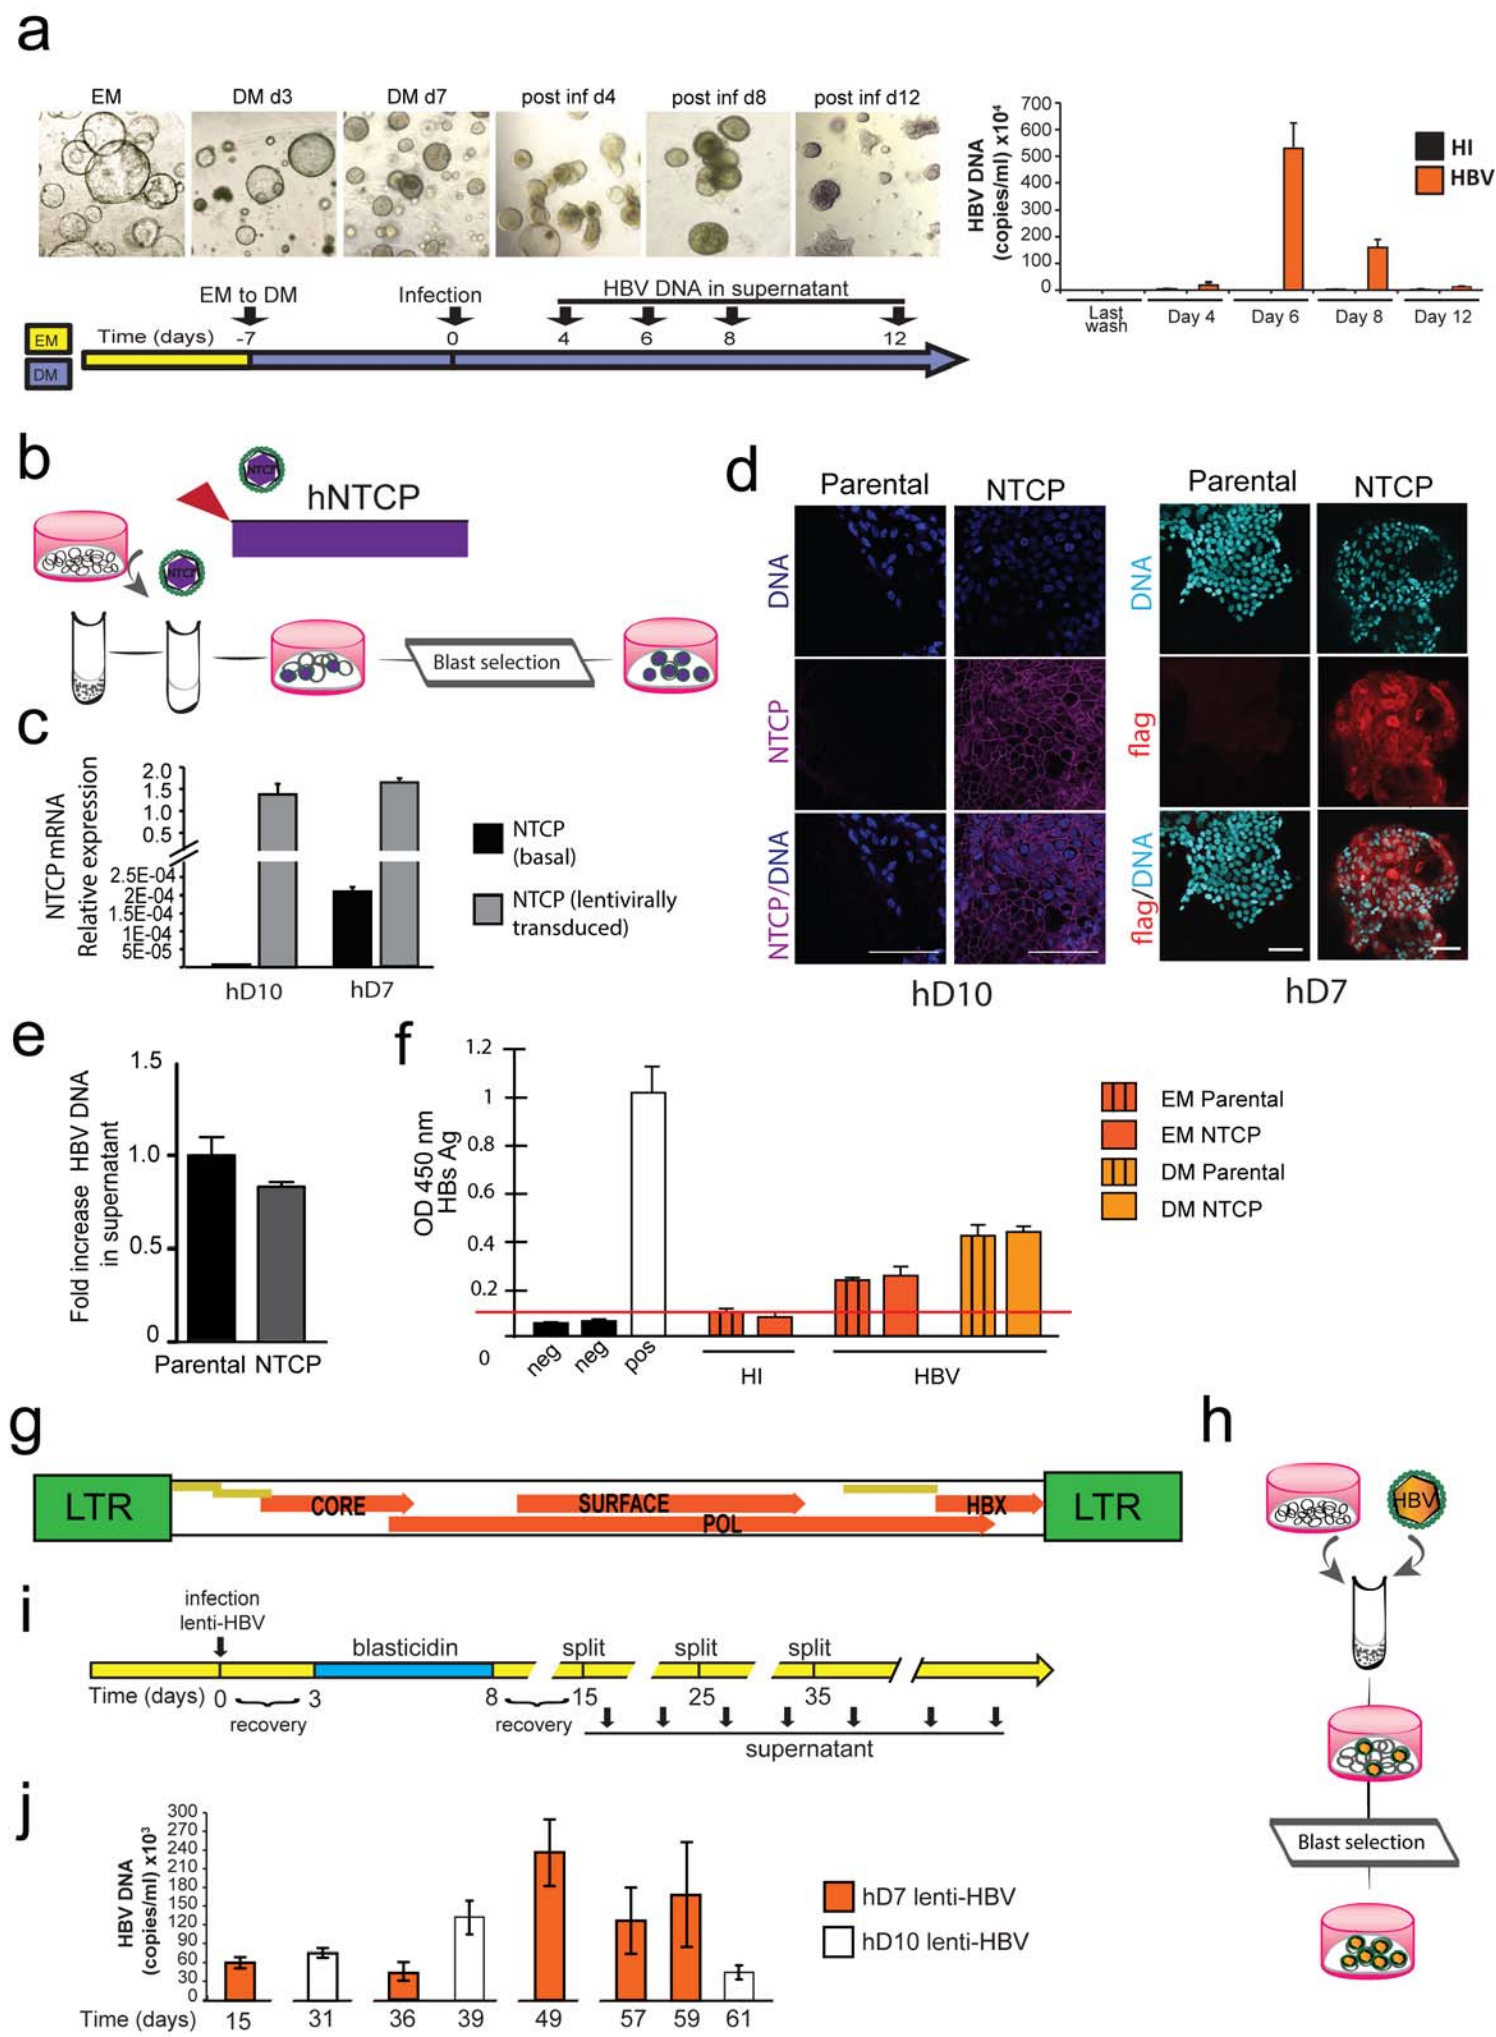 a
EM
DM d3
DM d7
post inf d4
post inf d8
post inf d12
EM to DM
Infection
HBV DNA in supernatant
EM
DM
Time (days)
-7
0
4
6
8
12
HBV DNA
(copies/ml) x10⁴
700
600
500
400
300
200
100
0
HI
HBV
Last
wash
Day 4
Day 6
Day 8
Day 12
b
NTCP
hNTCP
NTCP
Blast selection
c
NTCP mRNA
Relative expression
2.0
1.5
1.0
0.5
2.5E-04
2E-04
1.5E-04
1E-04
5E-05
hD10
hD7
NTCP
(basal)
NTCP (lentivirally
transduced)
d
Parental
NTCP
DNA
NTCP
NTCP/DNA
hD10
Parental
NTCP
DNA
flag
flag/DNA
hD7
e
Fold increase HBV DNA
in supernatant
1.5
1.0
0.5
0
Parental NTCP
f
OD 450 nm
HBs Ag
1.2
1
0.8
0.6
0.4
0.2
0
neg
neg
pos
HI
HBV
EM Parental
EM NTCP
DM Parental
DM NTCP
g
LTR
CORE
SURFACE
POL
HBX
LTR
h
HBV
Blast selection
i
infection
lenti-HBV
blasticidin
split
split
split
Time (days)
0
3
8
15
25
35
recovery
recovery
supernatant
j
HBV DNA
(copies/ml) x10³
300
270
240
210
180
150
120
90
60
30
0
Time (days)
15
31
36
39
49
57
59
61
hD7 lenti-HBV
hD10 lenti-HBV